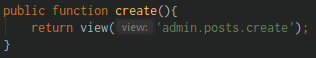 public function create(){
    return view( view: 'admin.posts.create');
}